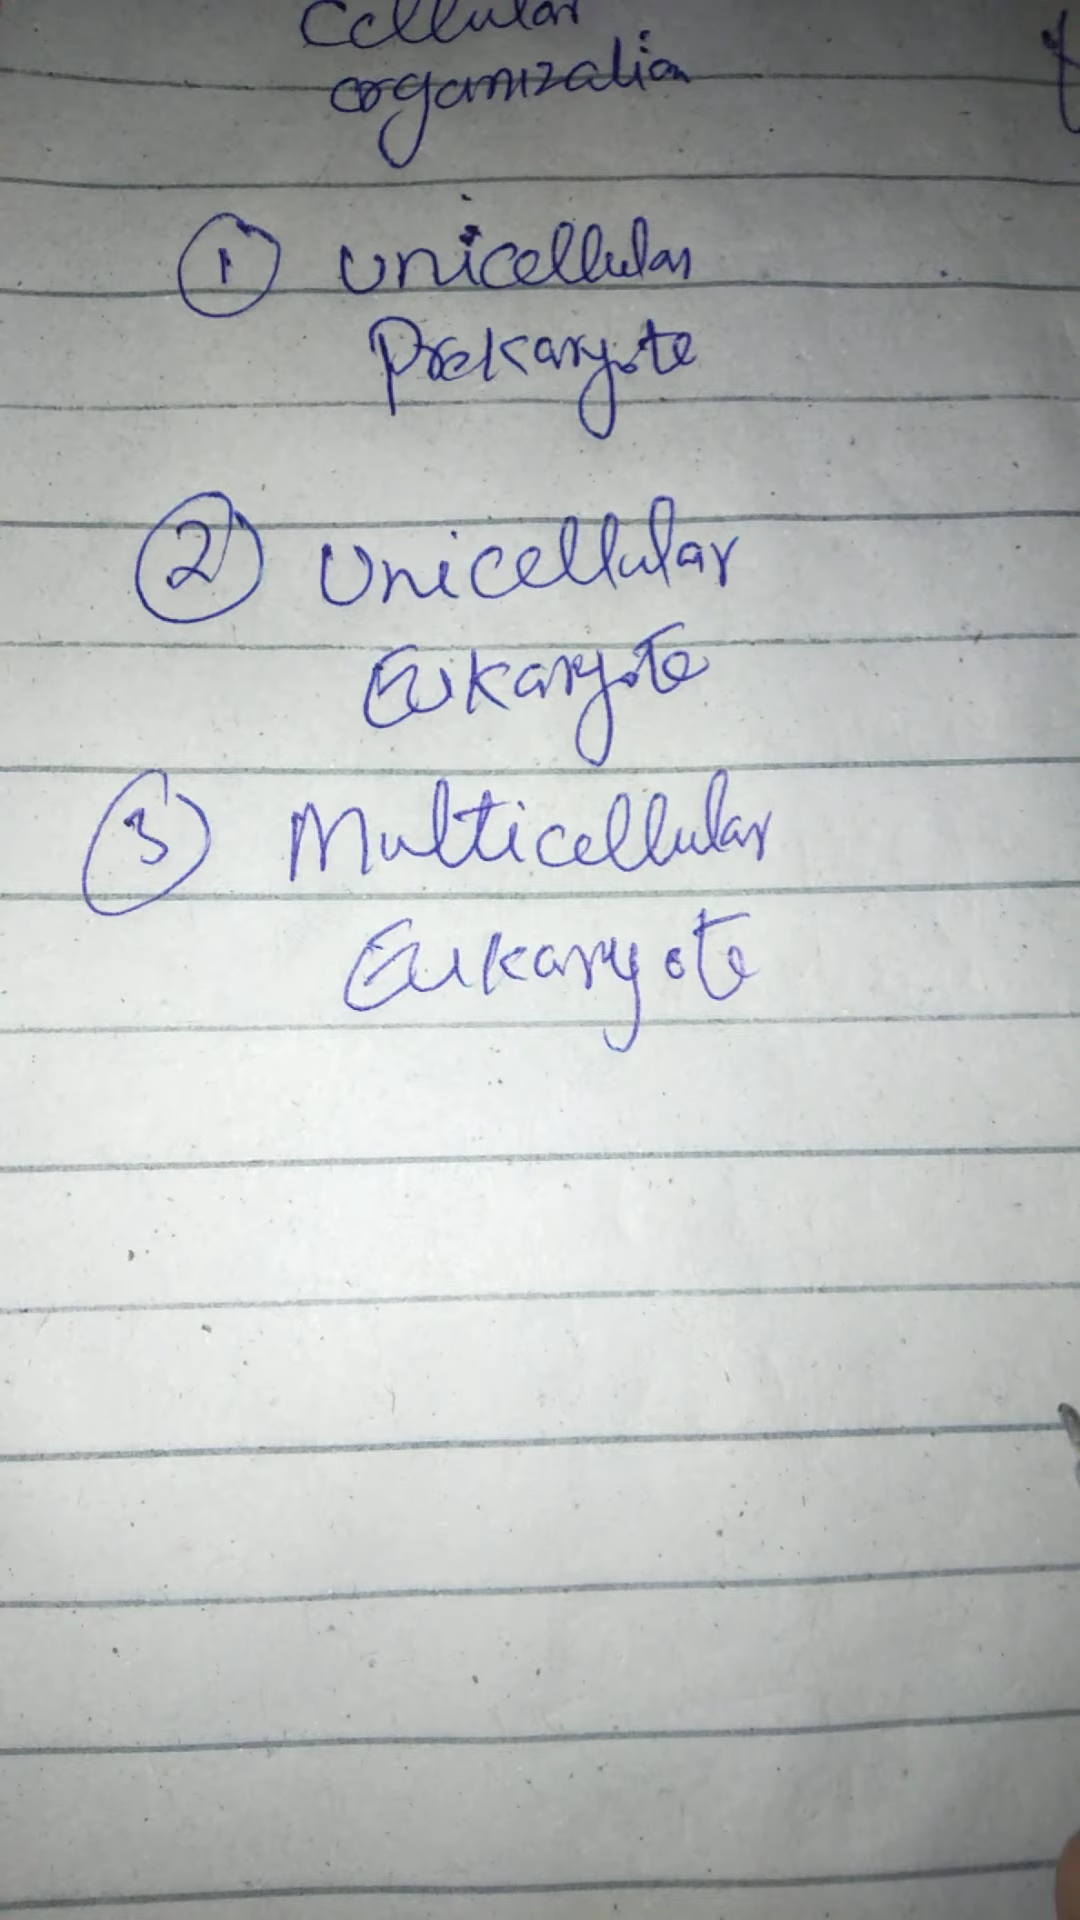 Cellular
organization
① Unicellular
Prokaryote
② Unicellular
Eukaryote
③ Multicellular
Eukaryote